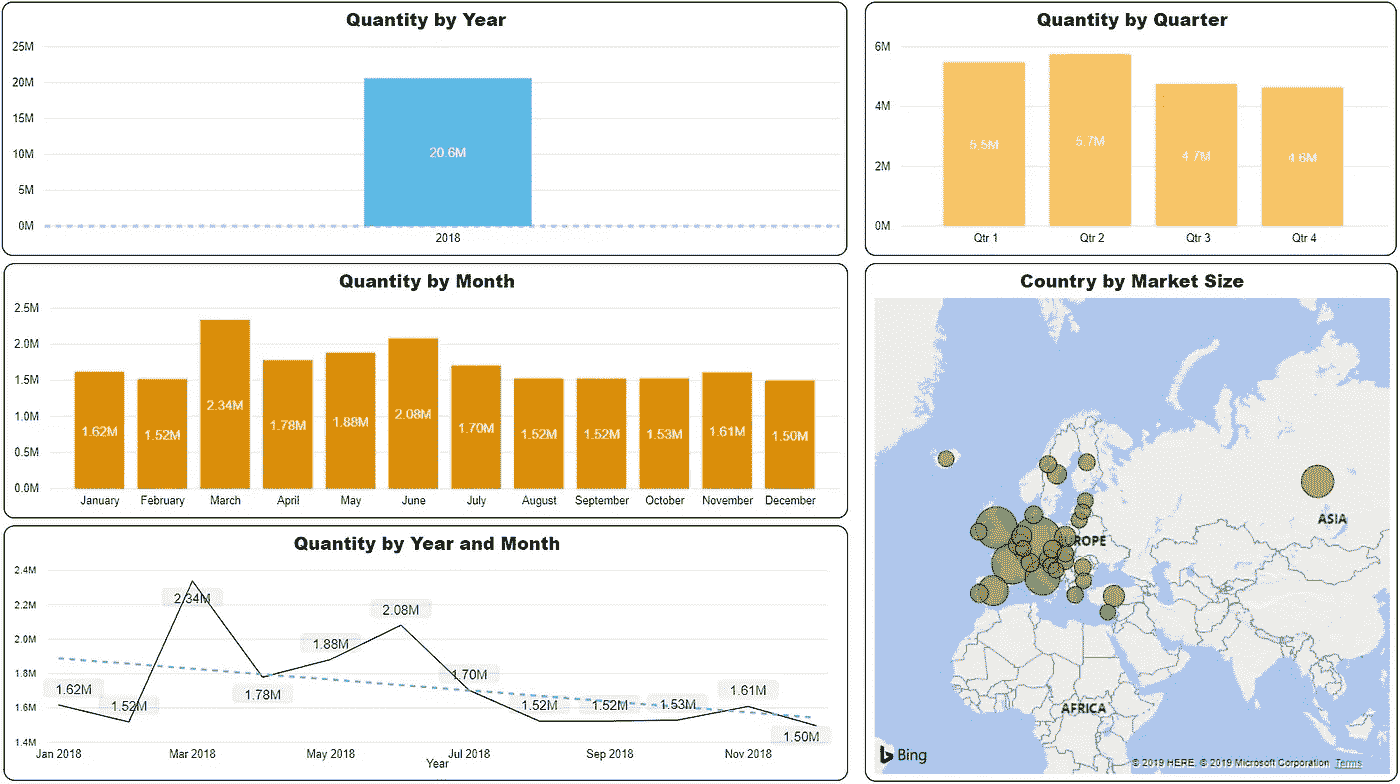 Quantity by Year
25M
20M
15M
10M
5M
0M
20.6M
2018
Quantity by Quarter
6M
4M
2M
0M
5.5M
5.7M
4.7M
4.6M
Qtr 1 Qtr 2 Qtr 3 Qtr 4
Quantity by Month
2.5M
2.0M
1.5M
1.0M
0.5M
0.0M
1.62M
1.52M
2.34M
1.78M
1.88M
2.08M
1.70M
1.52M
1.52M
1.53M
1.61M
1.50M
January February March April May June July August September October November December
Country by Market Size
EUROPE
ASIA
AFRICA
Bing
© 2019 HERE, © 2019 Microsoft Corporation Terms
Quantity by Year and Month
2.4M
2.2M
2.0M
1.8M
1.6M
1.4M
1.62M
1.52M
2.34M
1.78M
1.88M
2.08M
1.70M
1.52M
1.52M
1.53M
1.61M
1.50M
Jan 2018 Mar 2018 May 2018 Jul 2018 Sep 2018 Nov 2018
Year